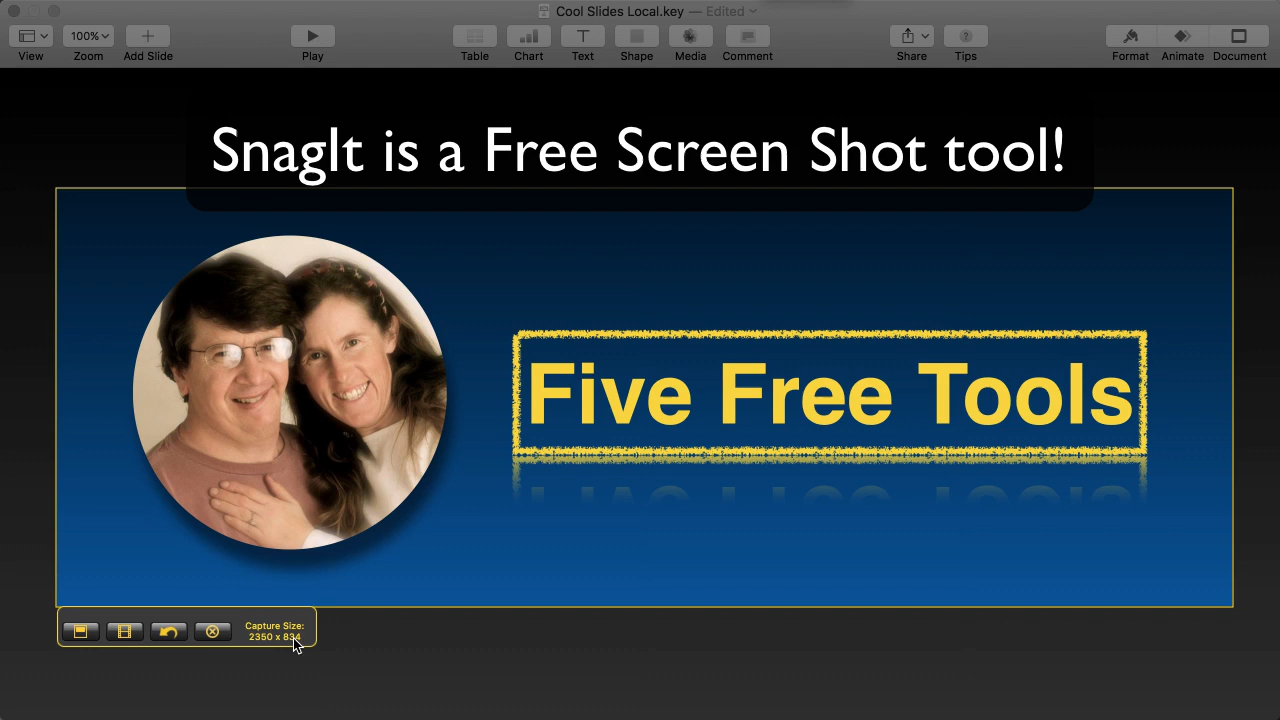 Cool Slides Local.key — Edited
100%
View Zoom Add Slide Play Table Chart Text Shape Media Comment Share Tips Format Animate Document
SnagIt is a Free Screen Shot tool!
Five Free Tools
Capture Size:
2350 x 834